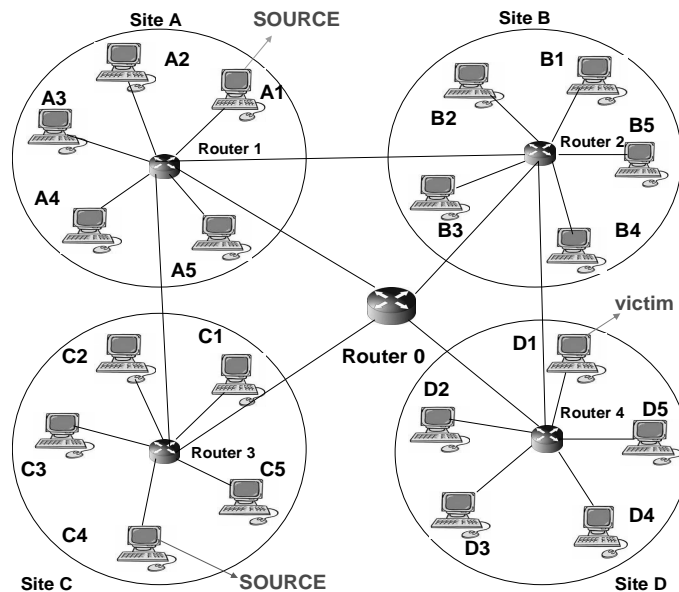 Site A
SOURCE
Site B
A2
A1
A3
Router 1
A4
A5
B1
B2
B5
Router 2
B3
B4
Router 0
victim
C1
C2
C3
Router 3
C5
C4
SOURCE
Site C
D1
D2
Router 4
D5
D3
D4
Site D